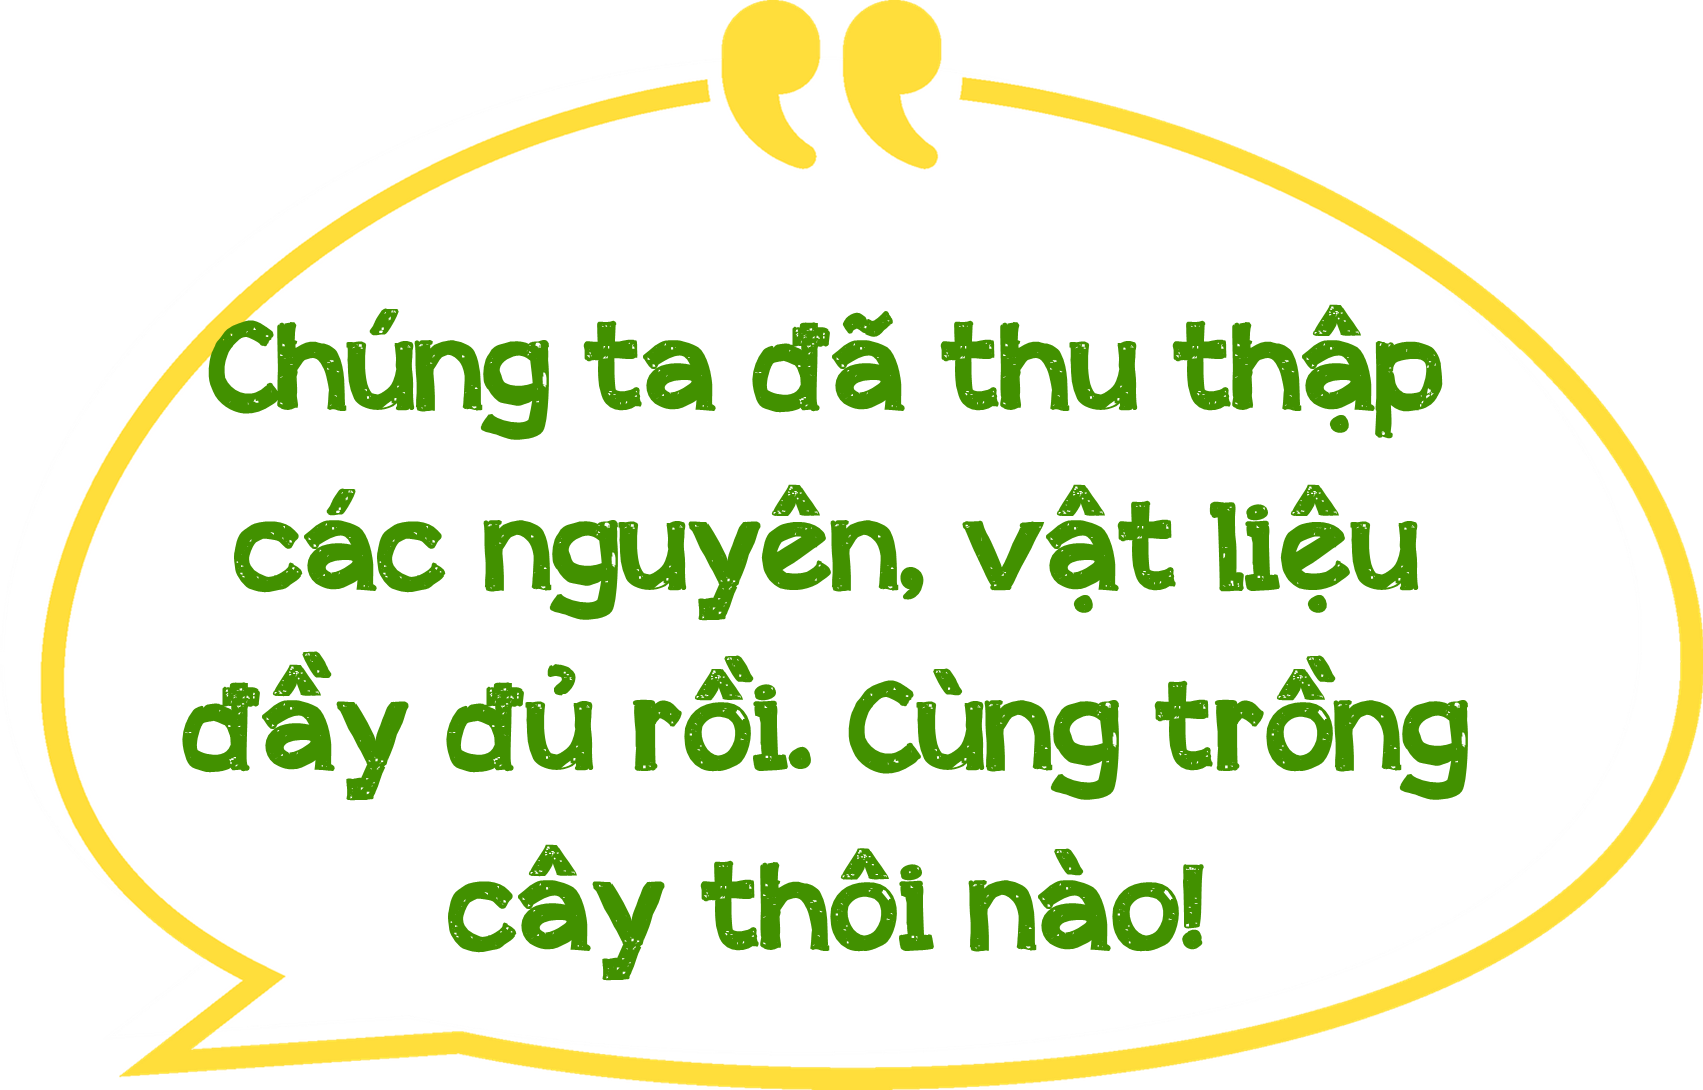 Chúng ta đã thu thập
các nguyên, vật liệu
đầy đủ rồi. Cùng trồng
cây thôi nào!